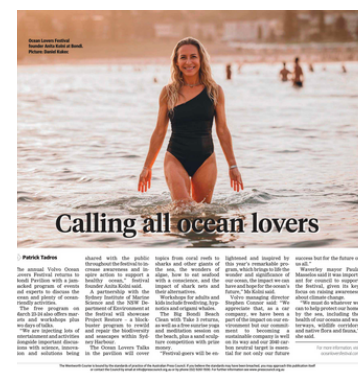 Ocean Lovers Festival
founder Anita Kolni at Bondi.
Picture: Daniel Kukec
Calling all ocean lovers
Patrick Tadros
The annual Volvo Ocean
Lovers Festival returns to
Bondi Pavilion with a jam-
packed program of events
and experts to discuss the
ocean and plenty of ocean-
friendly activities.
The free program on
March 23-26 also offers mar-
kets and workshops plus
two days of talks.
"We are injecting lots of
entertainment and activities
alongside important discus-
sions with science, innova-
tion and solutions being
shared with the public
throughout the festival to in-
crease awareness and in-
spire action to support a
healthy ocean," festival
founder Anita Kolni said.
A partnership with the
Sydney Institute of Marine
Science and the NSW De-
partment of Environment at
the festival will showcase
Project Restore – a block-
buster program to rewild
and repair the biodiversity
and seascapes within Syd-
ney Harbour.
The Ocean Lovers Talks
in the pavilion will cover
topics from coral reefs to
sharks and other giants of
the sea, the wonders of
algae, how to eat seafood
with a conscience, and the
impact of shark nets and
their alternatives.
Workshops for adults and
kids include freediving, hyp-
notics and origami whales.
The Big Bondi Beach
Clean with Take 3 returns,
as well as a free sunrise yoga
and meditation session on
the beach, plus a sand sculp-
ture competition with prize
money.
"Festival-goers will be en-
lightened and inspired by
this year's remarkable pro-
gram, which brings to life the
wonder and significance of
our ocean, the impact we can
have and hope for the ocean's
future," Ms Kolni said.
Volvo managing director
Stephen Connor said: "We
appreciate that, as a car
company, we have been a
part of the impact on our en-
vironment but our commit-
ment to becoming a
sustainable company is well
on its way and our 2040 car-
bon neutral target is essen-
tial for not only our future
success but for the future of
us all."
Waverley mayor Paula
Masselos said it was import-
ant for council to support
the festival, given its key
focus on raising awareness
about climate change.
"We must do whatever we
can to help protect our home
by the sea, including the
health of our oceans and wa-
terways, wildlife corridors
and native flora and fauna,"
she said.
For more information, visit